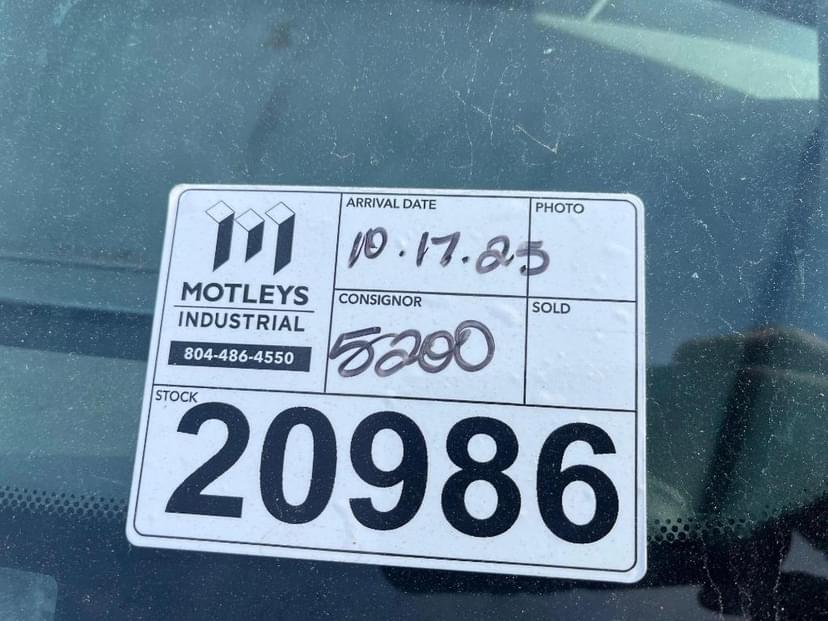 MOTLEYS
INDUSTRIAL
804-486-4550
ARRIVAL DATE
10.17.25
PHOTO
CONSIGNOR
5200
SOLD
STOCK
20986